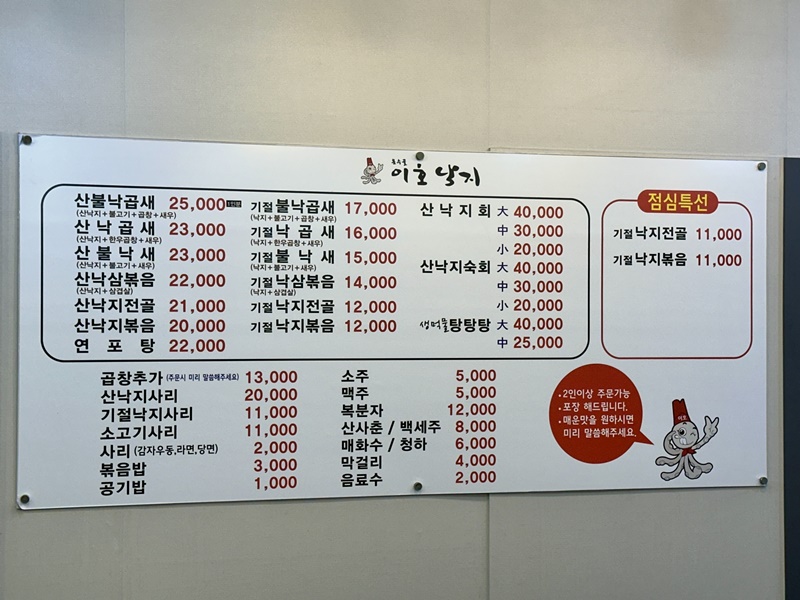 이호낙지
산불낙곱새 25,000 1인분
(산낙지+불고기+곱창+새우)
산낙곱새 23,000
(산낙지+한우곱창+새우)
산불낙새 23,000
(산낙지+불고기+새우)
산낙삼볶음 22,000
(산낙지+삼겹살)
산낙지전골 21,000
산낙지볶음 20,000
연포탕 22,000
기절불낙곱새 17,000
(낙지+불고기+곱창+새우)
기절낙곱새 16,000
(낙지+한우곱창+새우)
기절불낙새 15,000
(낙지+불고기+새우)
기절낙삼볶음 14,000
(낙지+삼겹살)
기절낙지전골 12,000
기절낙지볶음 12,000
산낙지회 大 40,000
中 30,000
小 20,000
산낙지숙회 大 40,000
中 30,000
小 20,000
탕탕탕 大 40,000
中 25,000
점심특선
기절낙지전골 11,000
기절낙지볶음 11,000
곱창추가 (주문시 미리 말씀해주세요) 13,000
산낙지사리 20,000
기절낙지사리 11,000
소고기사리 11,000
사리 (감자우동,라면,당면) 2,000
볶음밥 3,000
공기밥 1,000
소주 5,000
맥주 5,000
복분자 12,000
산사춘 / 백세주 8,000
매화수 / 청하 6,000
막걸리 4,000
음료수 2,000
•2인이상 주문가능
•포장 해드립니다.
•매운맛을 원하시면
미리 말씀해주세요.
이호